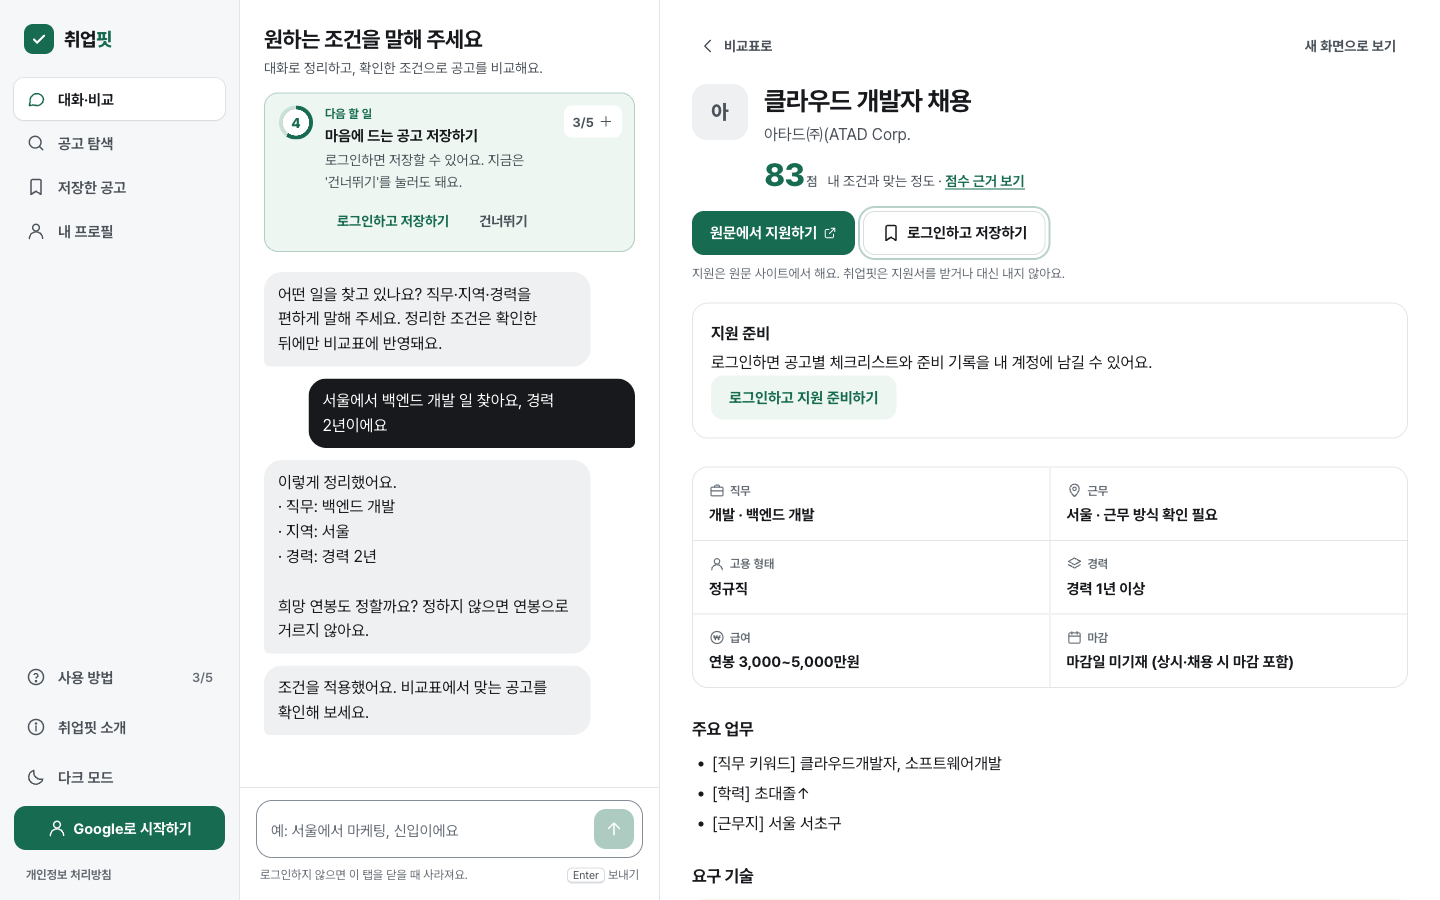 취업핏
대화·비교
공고 탐색
저장한 공고
내 프로필
사용 방법 3/5
취업핏 소개
다크 모드
Google로 시작하기
개인정보 처리방침
원하는 조건을 말해 주세요
대화로 정리하고, 확인한 조건으로 공고를 비교해요.
4
다음 할 일
마음에 드는 공고 저장하기
3/5
로그인하면 저장할 수 있어요. 지금은
'건너뛰기'를 눌러도 돼요.
로그인하고 저장하기 건너뛰기
어떤 일을 찾고 있나요? 직무·지역·경력을
편하게 말해 주세요. 정리한 조건은 확인한
뒤에만 비교표에 반영돼요.
서울에서 백엔드 개발 일 찾아요, 경력
2년이에요
이렇게 정리했어요.
· 직무: 백엔드 개발
· 지역: 서울
· 경력: 경력 2년
희망 연봉도 정할까요? 정하지 않으면 연봉으로
거르지 않아요.
조건을 적용했어요. 비교표에서 맞는 공고를
확인해 보세요.
예: 서울에서 마케팅, 신입이에요
로그인하지 않으면 이 탭을 닫을 때 사라져요.
Enter 보내기
비교표로
새 화면으로 보기
아
클라우드 개발자 채용
아타드㈜(ATAD Corp.
83점 내 조건과 맞는 정도 · 점수 근거 보기
원문에서 지원하기
로그인하고 저장하기
지원은 원문 사이트에서 해요. 취업핏은 지원서를 받거나 대신 내지 않아요.
지원 준비
로그인하면 공고별 체크리스트와 준비 기록을 내 계정에 남길 수 있어요.
로그인하고 지원 준비하기
직무
개발 · 백엔드 개발
근무
서울 · 근무 방식 확인 필요
고용 형태
정규직
경력
경력 1년 이상
급여
연봉 3,000~5,000만원
마감
마감일 미기재 (상시·채용 시 마감 포함)
주요 업무
• [직무 키워드] 클라우드개발자, 소프트웨어개발
• [학력] 초대졸↑
• [근무지] 서울 서초구
요구 기술